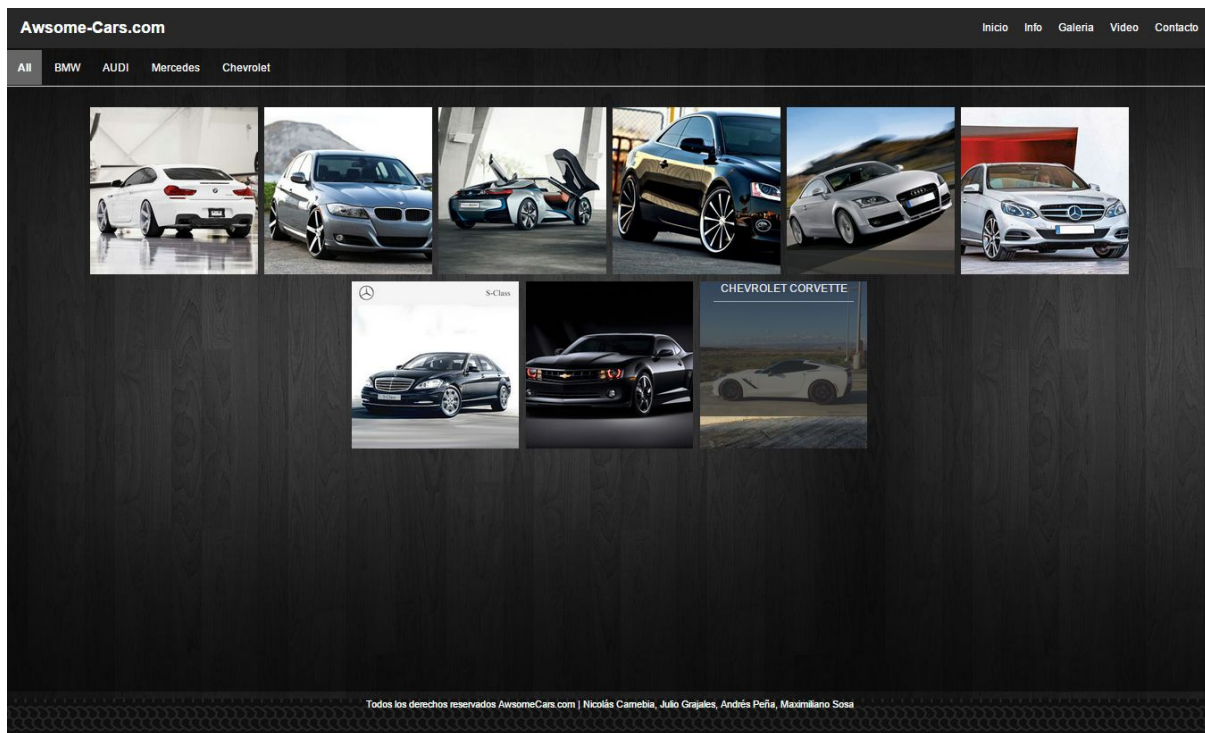 Awsome-Cars.com
Inicio Info Galeria Video Contacto
All BMW AUDI Mercedes Chevrolet
S-Class
CHEVROLET CORVETTE
Todos los derechos reservados AwsomeCars.com | Nicolás Carnebia, Julio Grajales, Andrés Peña, Maximiliano Sosa